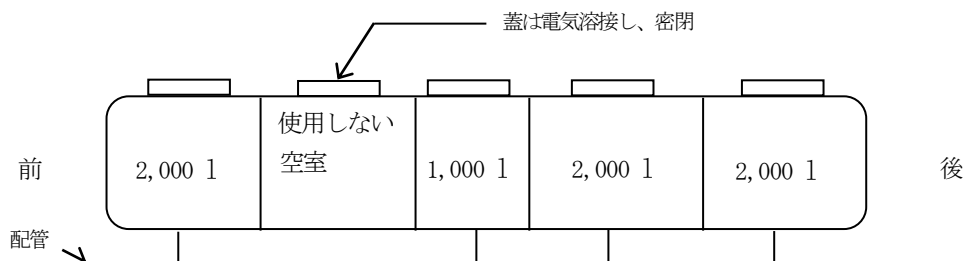 蓋は電気溶接し、密閉
使用しない
空室
前
2,000 l
1,000 l
2,000 l
2,000 l
後
配管